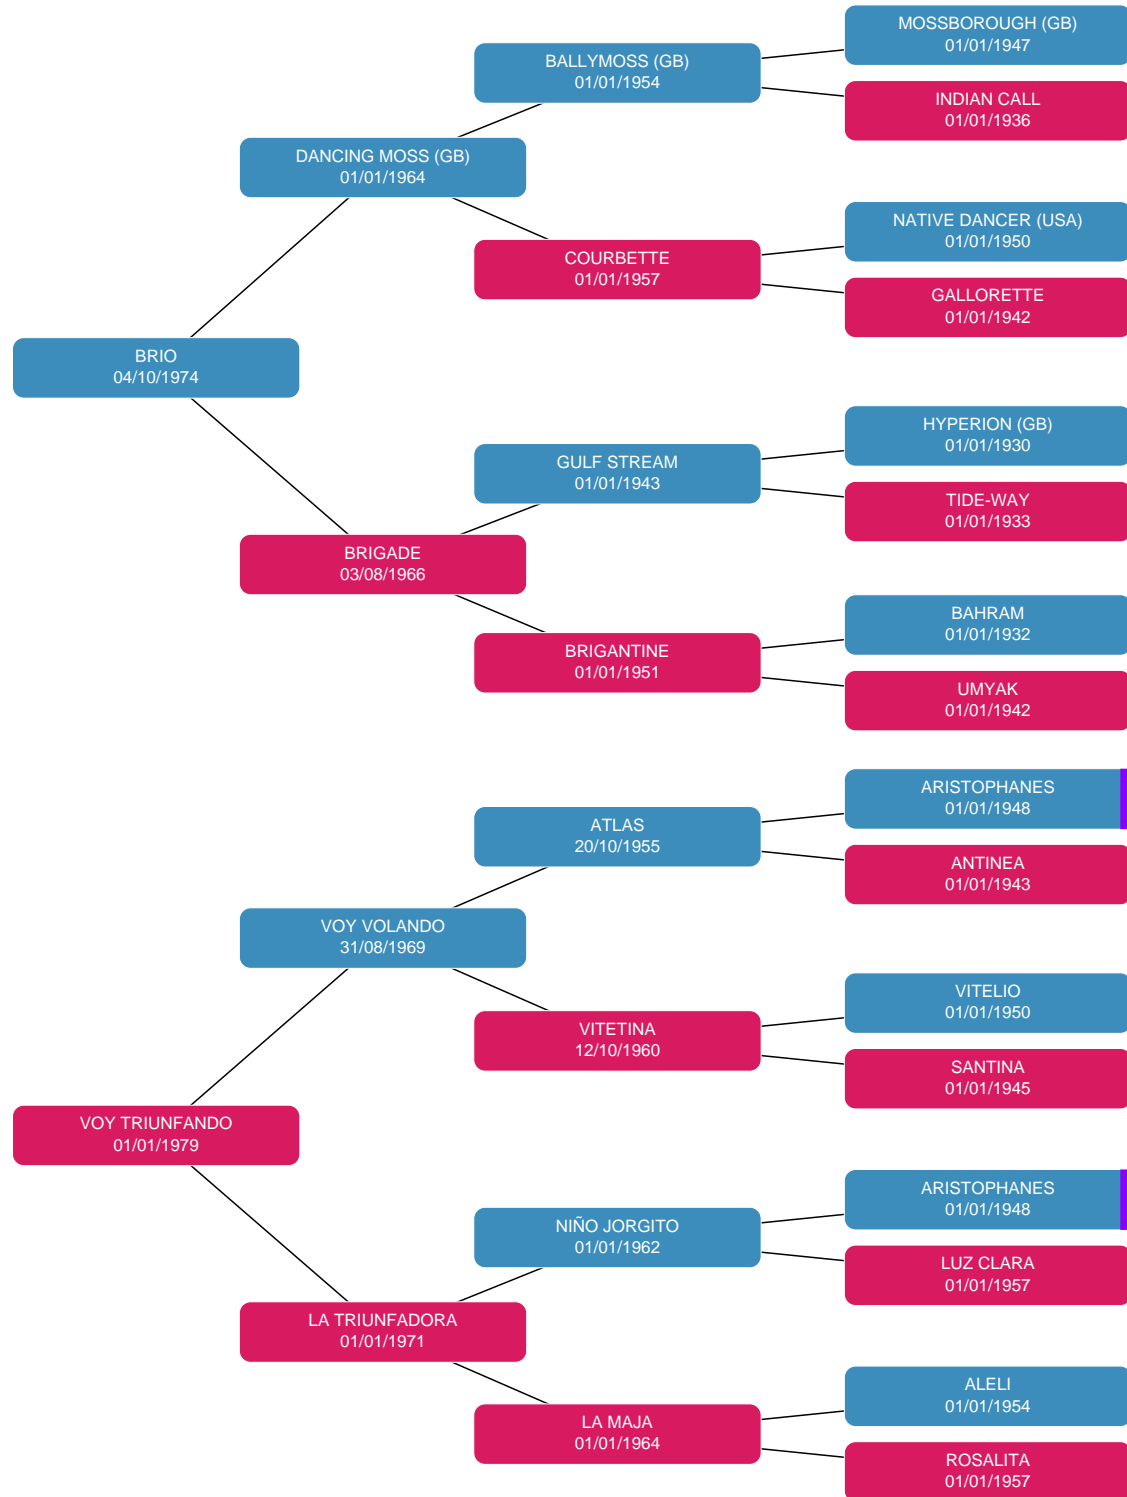 MOSSBOROUGH (GB)
01/01/1947
BALLYMOSS (GB)
01/01/1954
INDIAN CALL
01/01/1936
DANCING MOSS (GB)
01/01/1964
NATIVE DANCER (USA)
01/01/1950
COURBETTE
01/01/1957
GALLORETTE
01/01/1942
BRIO
04/10/1974
HYPERION (GB)
01/01/1930
GULF STREAM
01/01/1943
TIDE-WAY
01/01/1933
BRIGADE
03/08/1966
BAHRAM
01/01/1932
BRIGANTINE
01/01/1951
UMYAK
01/01/1942
ARISTOPHANES
01/01/1948
ATLAS
20/10/1955
ANTINEA
01/01/1943
VOY VOLANDO
31/08/1969
VITELIO
01/01/1950
VITETINA
12/10/1960
SANTINA
01/01/1945
VOY TRIUNFANDO
01/01/1979
ARISTOPHANES
01/01/1948
NIÑO JORGITO
01/01/1962
LUZ CLARA
01/01/1957
LA TRIUNFADORA
01/01/1971
ALELI
01/01/1954
LA MAJA
01/01/1964
ROSALITA
01/01/1957